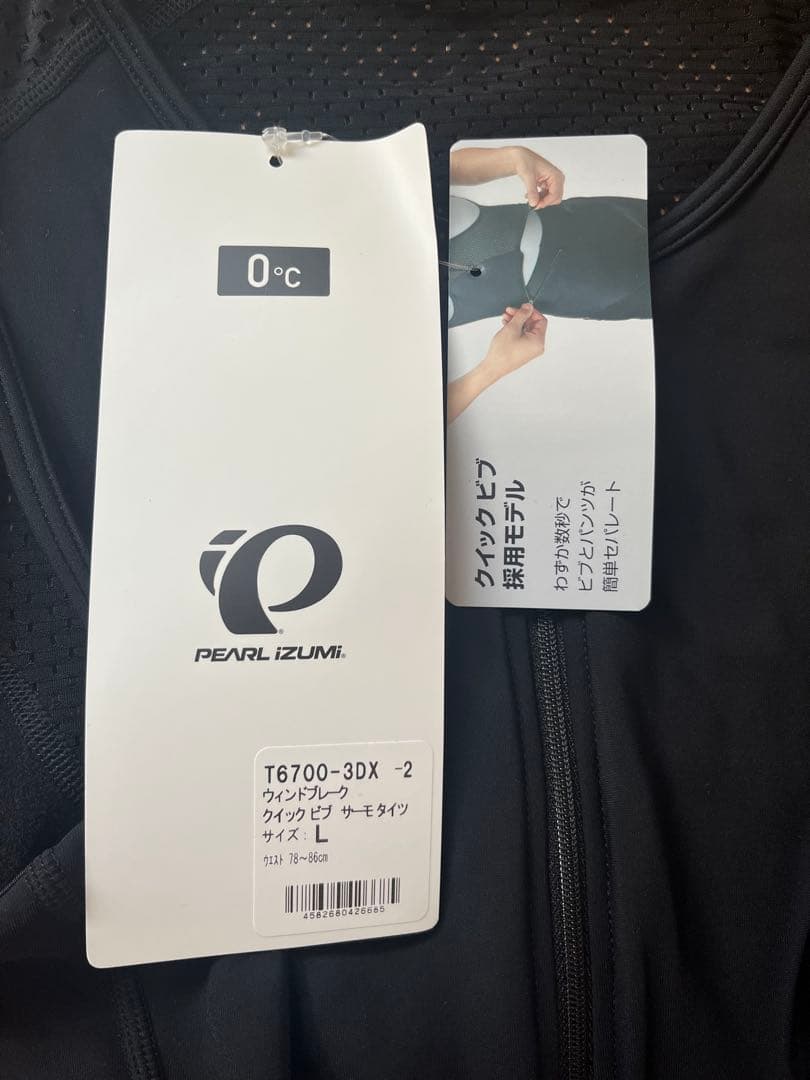 0°C
PEARL iZUMi®
T6700-3DX -2
ウィンドブレーク
クイック ビブ サーモ タイツ
サイズ: L
ウエスト 78～86cm
4582680426665
クイック ビブ
採用モデル
わずか数秒で
ビブとパンツが
簡単セパレート